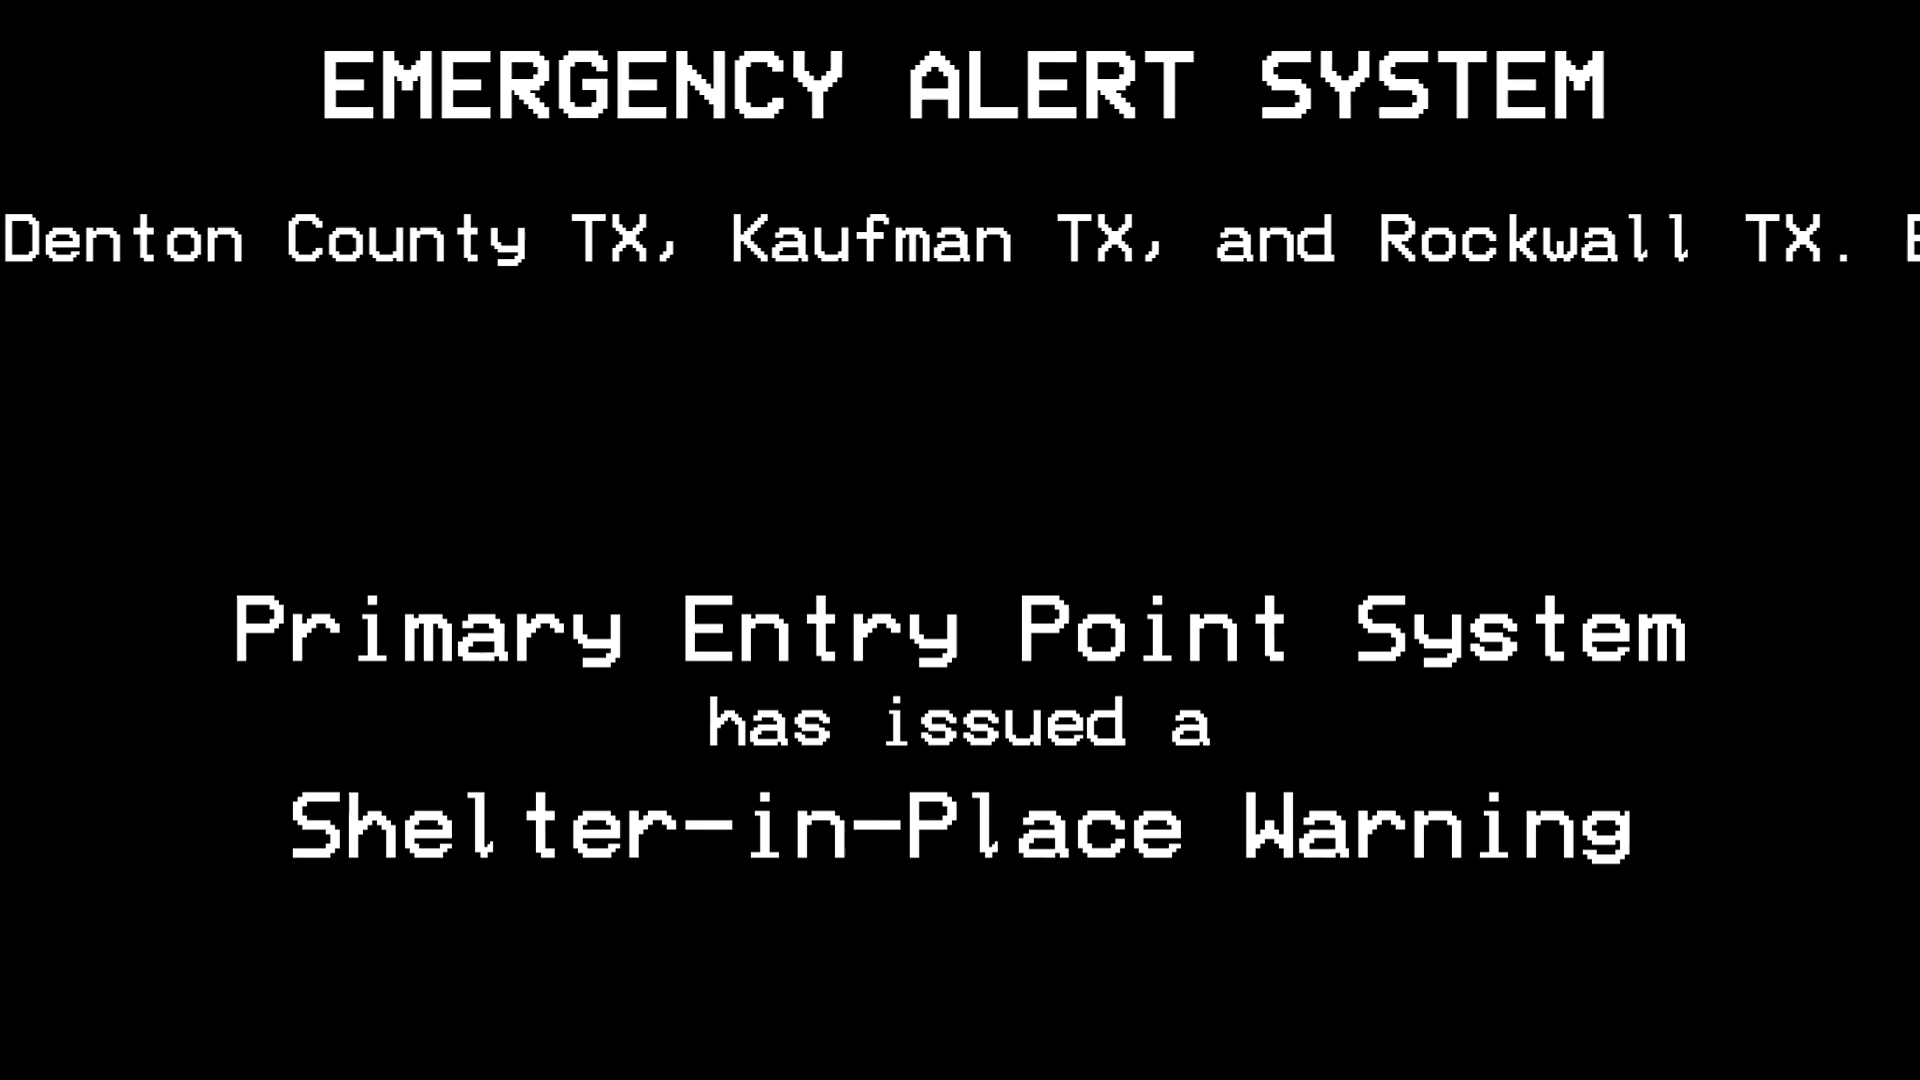 EMERGENCY ALERT SYSTEM
Denton County TX, Kaufman TX, and Rockwall TX.
Primary Entry Point System
has issued a
Shelter-in-Place Warning